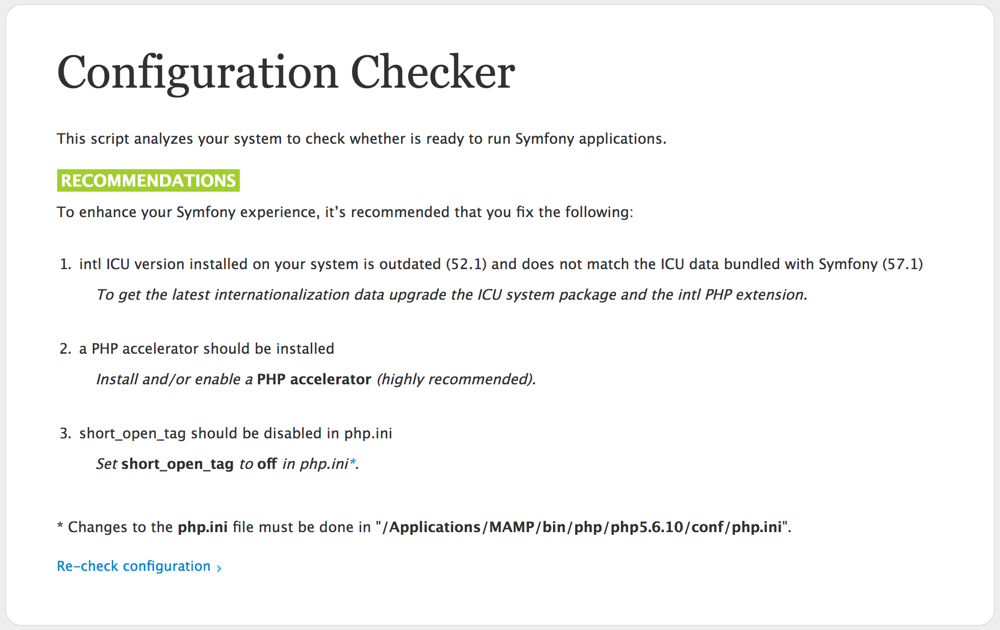 Configuration Checker
This script analyzes your system to check whether is ready to run Symfony applications.
RECOMMENDATIONS
To enhance your Symfony experience, it’s recommended that you fix the following:
1. intl ICU version installed on your system is outdated (52.1) and does not match the ICU data bundled with Symfony (57.1)
To get the latest internationalization data upgrade the ICU system package and the intl PHP extension.
2. a PHP accelerator should be installed
Install and/or enable a PHP accelerator (highly recommended).
3. short_open_tag should be disabled in php.ini
Set short_open_tag to off in php.ini*.
* Changes to the php.ini file must be done in "/Applications/MAMP/bin/php/php5.6.10/conf/php.ini".
Re-check configuration ›